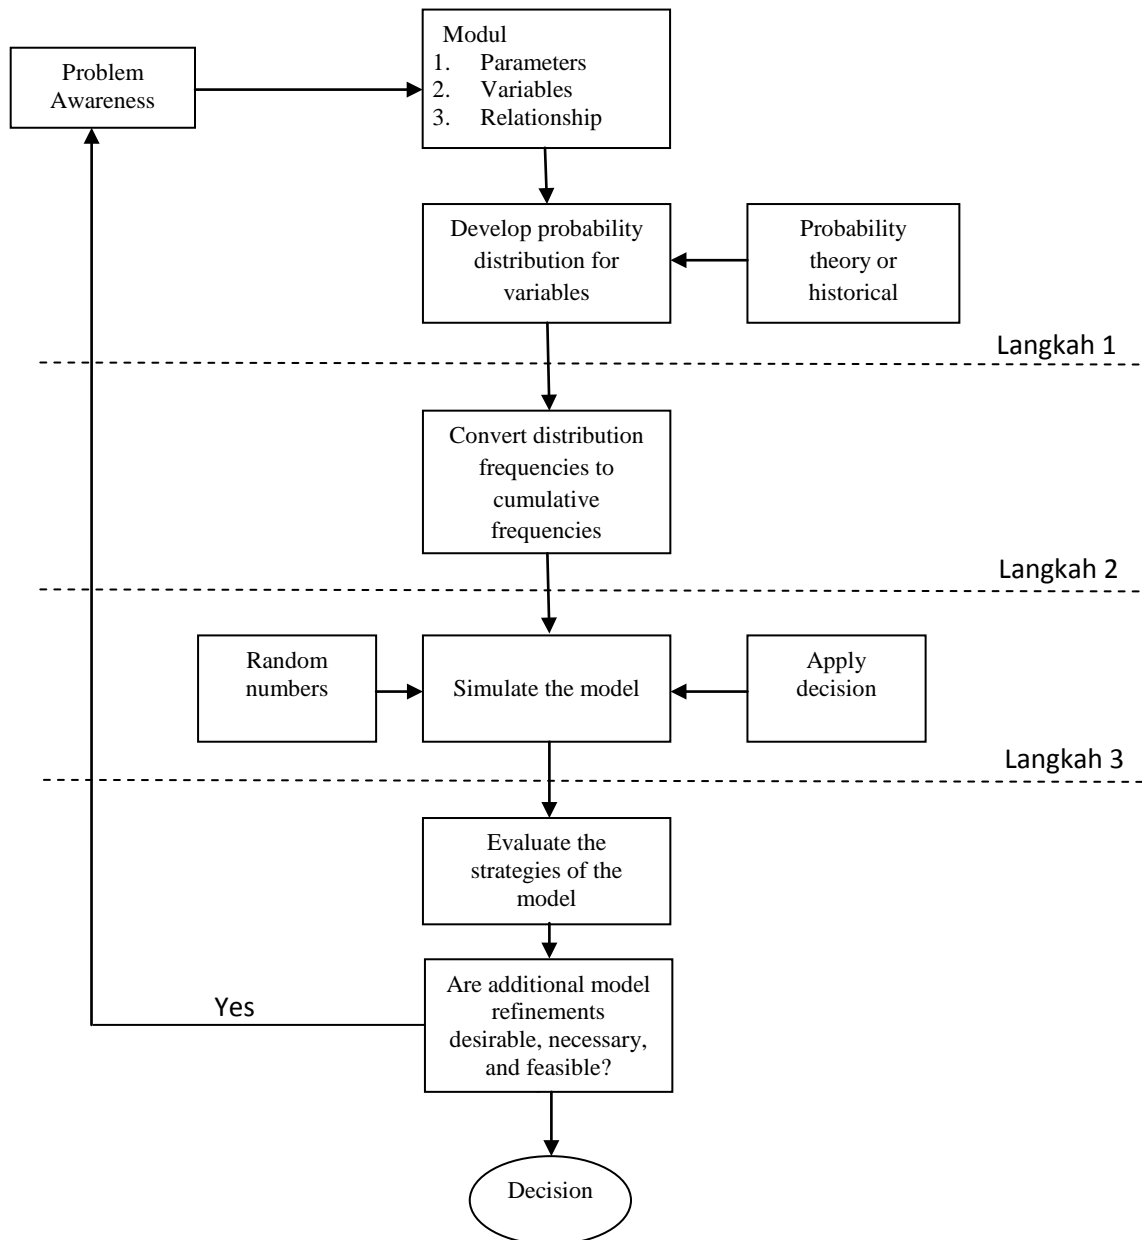 Problem
Awareness
Modul
1. Parameters
2. Variables
3. Relationship
Develop probability
distribution for
variables
Probability
theory or
historical
Langkah 1
Convert distribution
frequencies to
cumulative
frequencies
Langkah 2
Random
numbers
Simulate the model
Apply
decision
Langkah 3
Evaluate the
strategies of the
model
Are additional model
refinements
desirable, necessary,
and feasible?
Yes
Decision